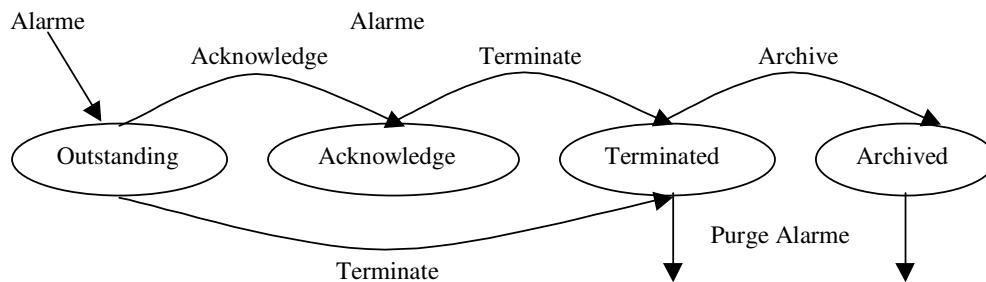 Alarme
Alarme
Acknowledge
Terminate
Archive
Outstanding
Acknowledge
Terminated
Archived
Purge Alarme
Terminate